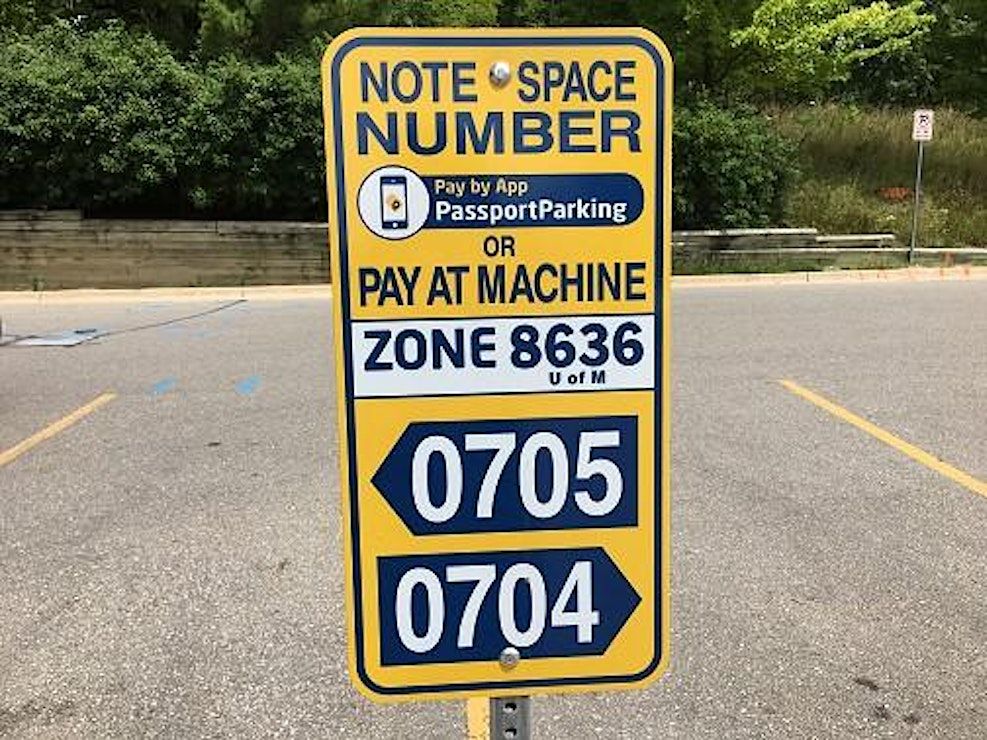 NOTE SPACE
NUMBER
Pay by App
PassportParking
OR
PAY AT MACHINE
ZONE 8636
U of M
0705
0704